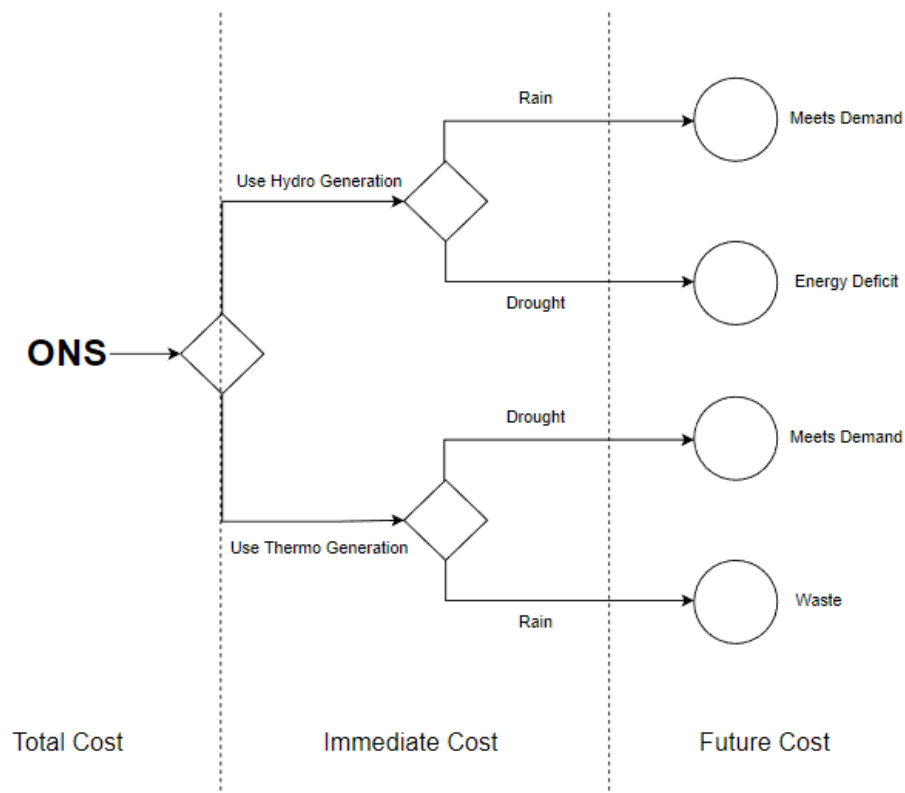 Rain
Meets Demand
Use Hydro Generation
Energy Deficit
Drought
ONS
Drought
Meets Demand
Use Thermo Generation
Waste
Rain
Total Cost
Immediate Cost
Future Cost